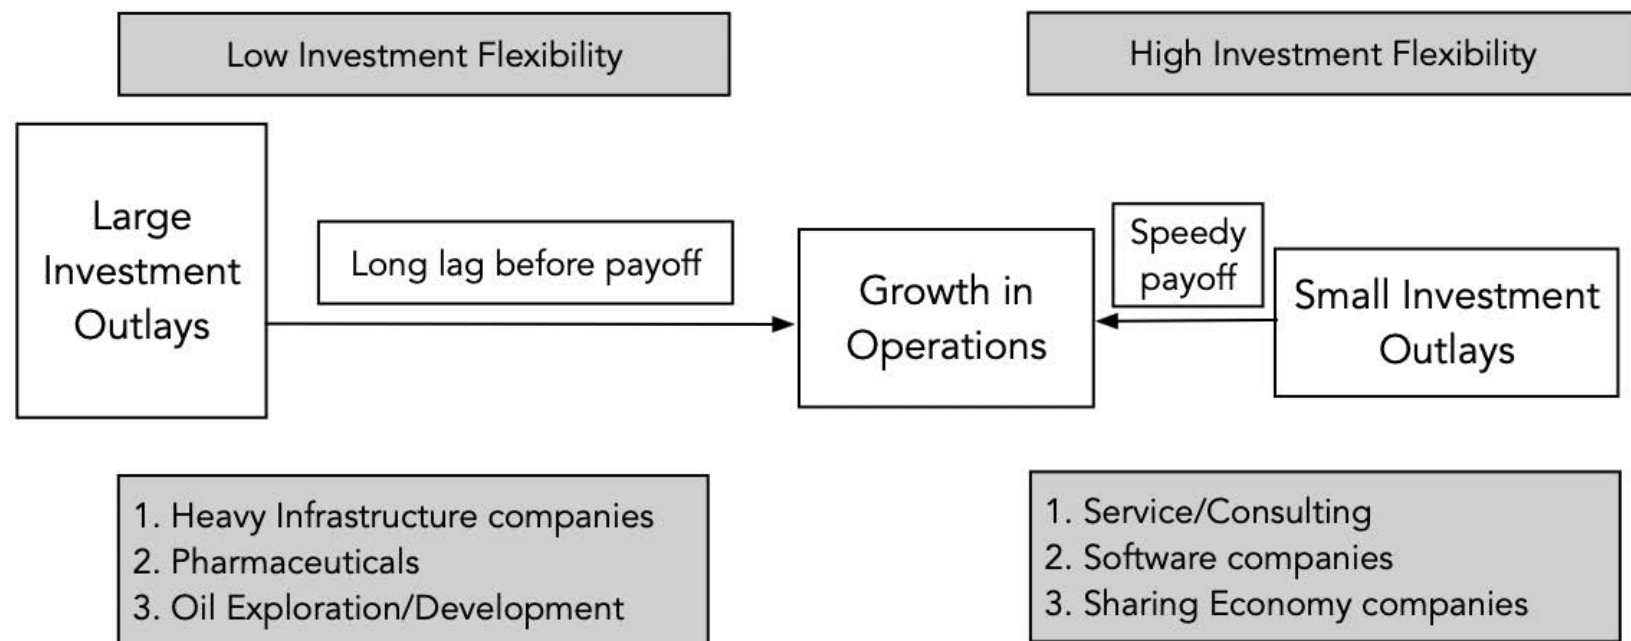 Low Investment Flexibility
High Investment Flexibility
Large
Investment
Outlays
Long lag before payoff
Growth in
Operations
Speedy
payoff
Small Investment
Outlays
1. Heavy Infrastructure companies
2. Pharmaceuticals
3. Oil Exploration/Development
1. Service/Consulting
2. Software companies
3. Sharing Economy companies